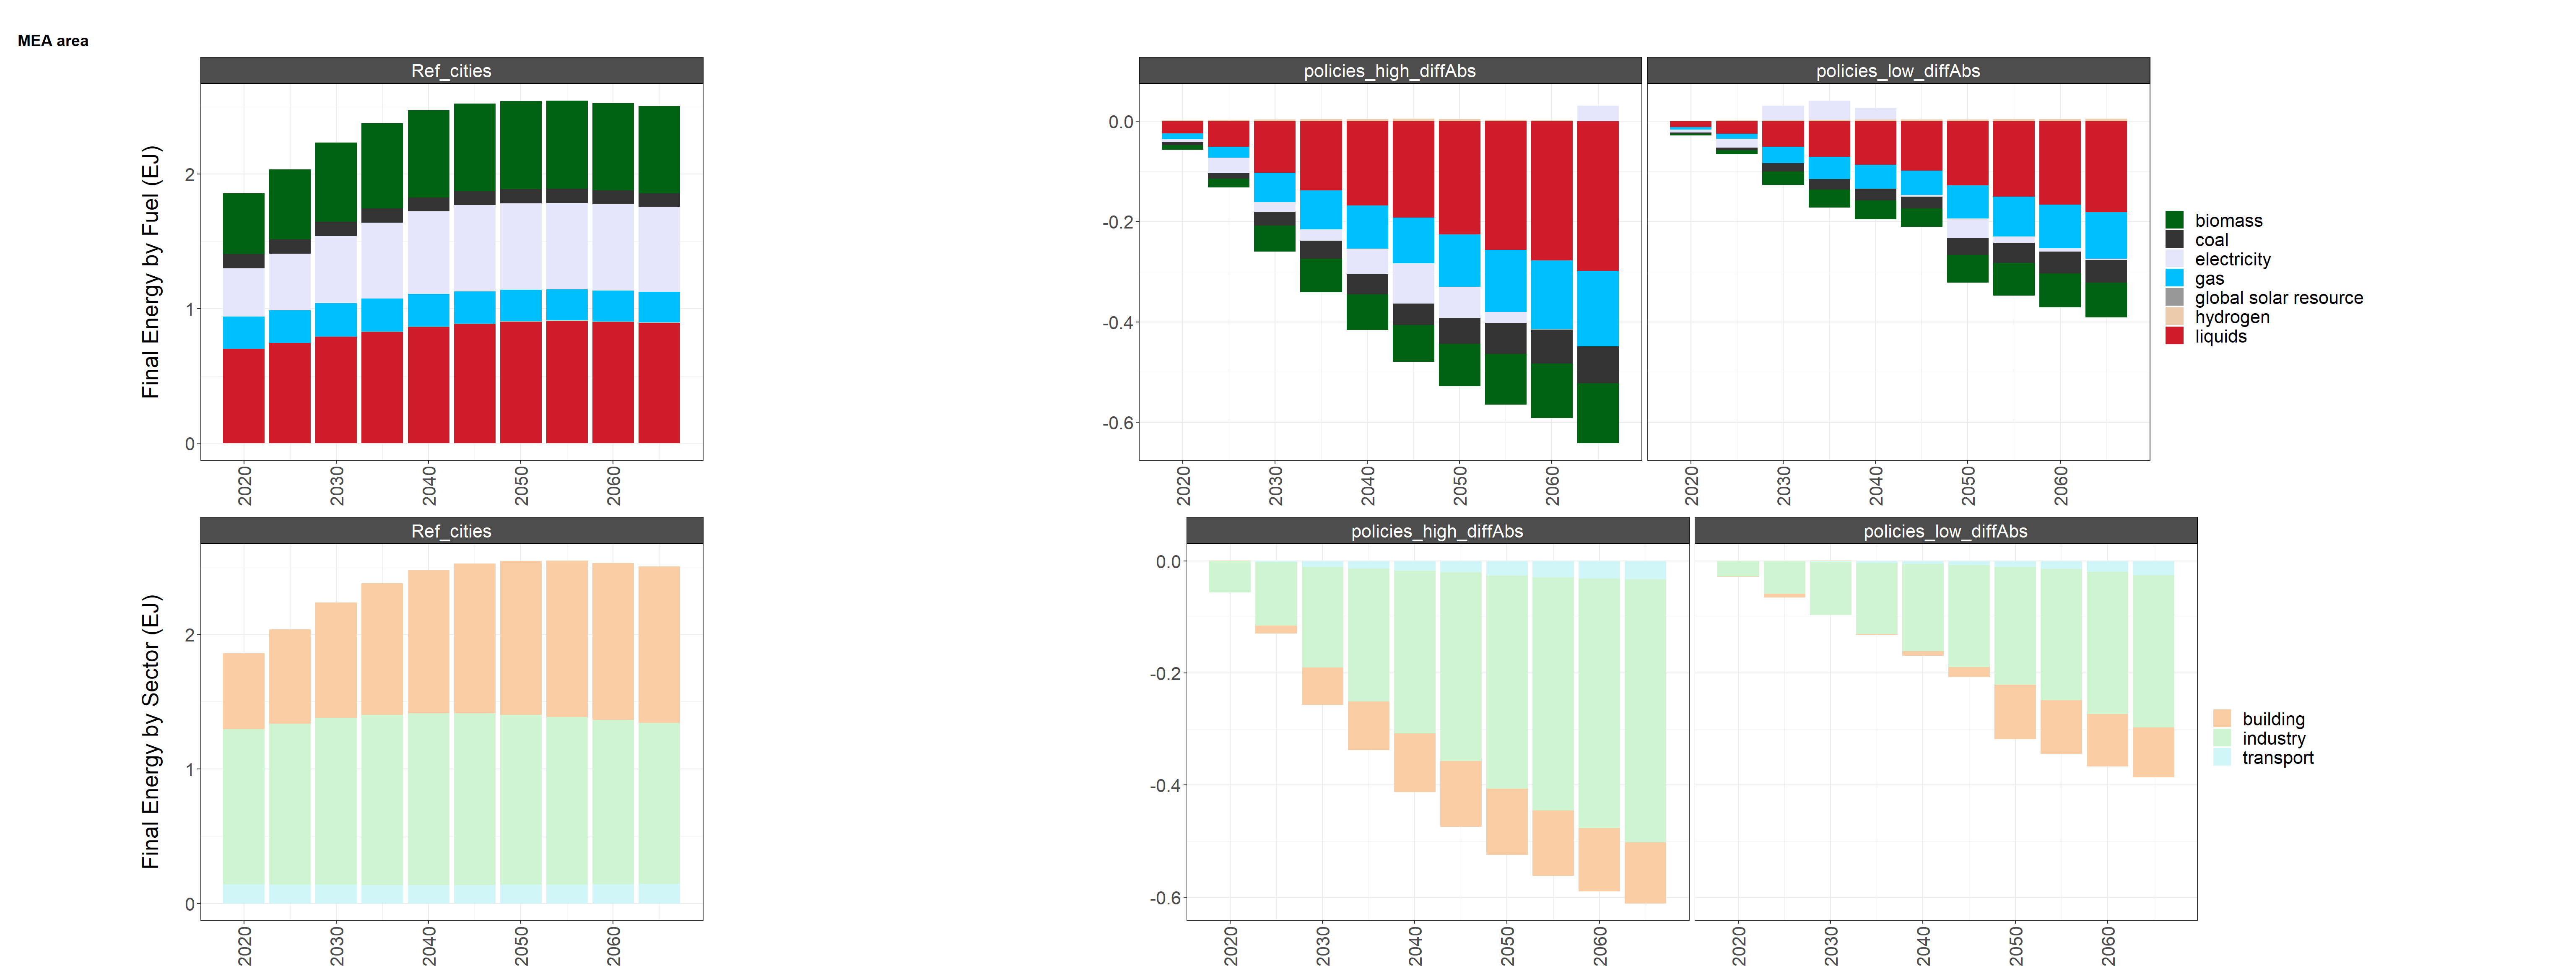 MEA area
Ref_cities
policies_high_diffAbs
policies_low_diffAbs
Final Energy by Fuel (EJ)
2
1
0
0.0
-0.2
-0.4
-0.6
2020 2030 2040 2050 2060
2020 2030 2040 2050 2060
2020 2030 2040 2050 2060
biomass
coal
electricity
gas
global solar resource
hydrogen
liquids
Ref_cities
policies_high_diffAbs
policies_low_diffAbs
Final Energy by Sector (EJ)
2
1
0
0.0
-0.2
-0.4
-0.6
2020 2030 2040 2050 2060
2020 2030 2040 2050 2060
2020 2030 2040 2050 2060
building
industry
transport